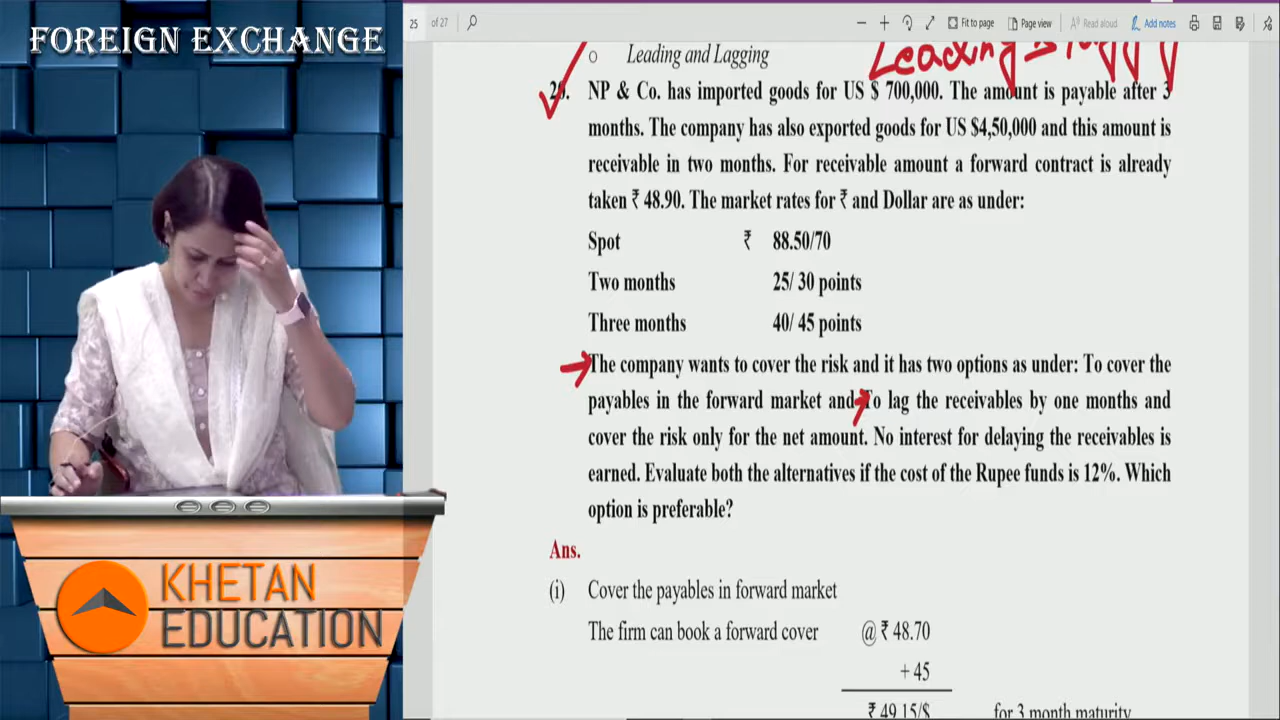 FOREIGN EXCHANGE
25 of 27
Fit to page
Page view
Read aloud
Add notes
o Leading and Lagging
Leading
NP & Co. has imported goods for US $ 700,000. The amount is payable after 3
months. The company has also exported goods for US $4,50,000 and this amount is
receivable in two months. For receivable amount a forward contract is already
taken ₹ 48.90. The market rates for ₹ and Dollar are as under:
Spot ₹ 88.50/70
Two months 25/ 30 points
Three months 40/ 45 points
The company wants to cover the risk and it has two options as under: To cover the
payables in the forward market and To lag the receivables by one months and
cover the risk only for the net amount. No interest for delaying the receivables is
earned. Evaluate both the alternatives if the cost of the Rupee funds is 12%. Which
option is preferable?
Ans.
(i) Cover the payables in forward market
The firm can book a forward cover @ ₹ 48.70
+ 45
₹ 49.15/$ for 3 month maturity
KHETAN
EDUCATION